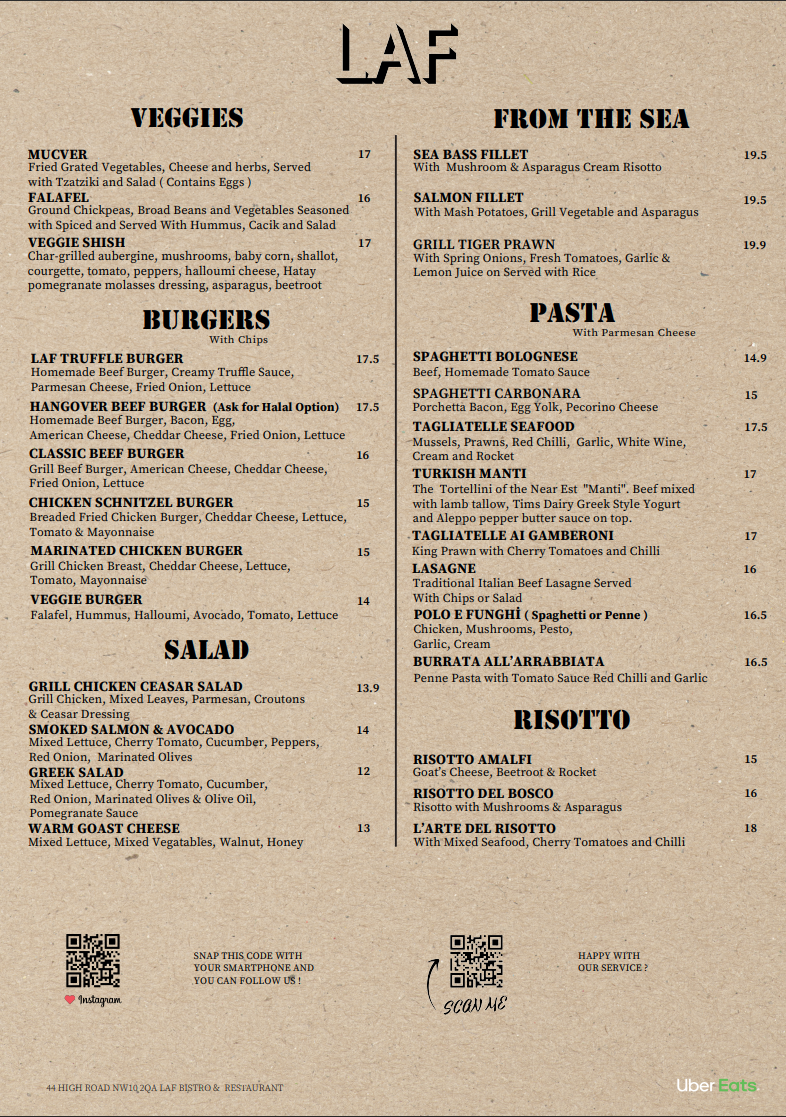 LAF
VEGGIES
MUCVER 17
Fried Grated Vegetables, Cheese and herbs, Served
with Tzatziki and Salad ( Contains Eggs )
FALAFEL 16
Ground Chickpeas, Broad Beans and Vegetables Seasoned
with Spiced and Served With Hummus, Cacik and Salad
VEGGIE SHISH 17
Char-grilled aubergine, mushrooms, baby corn, shallot,
courgette, tomato, peppers, halloumi cheese, Hatay
pomegranate molasses dressing, asparagus, beetroot
BURGERS
With Chips
LAF TRUFFLE BURGER 17.5
Homemade Beef Burger, Creamy Truffle Sauce,
Parmesan Cheese, Fried Onion, Lettuce
HANGOVER BEEF BURGER (Ask for Halal Option) 17.5
Homemade Beef Burger, Bacon, Egg,
American Cheese, Cheddar Cheese, Fried Onion, Lettuce
CLASSIC BEEF BURGER 16
Grill Beef Burger, American Cheese, Cheddar Cheese,
Fried Onion, Lettuce
CHICKEN SCHNITZEL BURGER 15
Breaded Fried Chicken Burger, Cheddar Cheese, Lettuce,
Tomato & Mayonnaise
MARINATED CHICKEN BURGER 15
Grill Chicken Breast, Cheddar Cheese, Lettuce,
Tomato, Mayonnaise
VEGGIE BURGER 14
Falafel, Hummus, Halloumi, Avocado, Tomato, Lettuce
SALAD
GRILL CHICKEN CEASAR SALAD 13.9
Grill Chicken, Mixed Leaves, Parmesan, Croutons
& Ceasar Dressing
SMOKED SALMON & AVOCADO 14
Mixed Lettuce, Cherry Tomato, Cucumber, Peppers,
Red Onion, Marinated Olives
GREEK SALAD 12
Mixed Lettuce, Cherry Tomato, Cucumber,
Red Onion, Marinated Olives & Olive Oil,
Pomegranate Sauce
WARM GOAST CHEESE 13
Mixed Lettuce, Mixed Vegatables, Walnut, Honey
FROM THE SEA
SEA BASS FILLET 19.5
With Mushroom & Asparagus Cream Risotto
SALMON FILLET 19.5
With Mash Potatoes, Grill Vegetable and Asparagus
GRILL TIGER PRAWN 19.9
With Spring Onions, Fresh Tomatoes, Garlic &
Lemon Juice on Served with Rice
PASTA
With Parmesan Cheese
SPAGHETTI BOLOGNESE 14.9
Beef, Homemade Tomato Sauce
SPAGHETTI CARBONARA 15
Porchetta Bacon, Egg Yolk, Pecorino Cheese
TAGLIATELLE SEAFOOD 17.5
Mussels, Prawns, Red Chilli, Garlic, White Wine,
Cream and Rocket
TURKISH MANTI 17
The Tortellini of the Near Est "Manti". Beef mixed
with lamb tallow, Tims Dairy Greek Style Yogurt
and Aleppo pepper butter sauce on top.
TAGLIATELLE AI GAMBERONI 17
King Prawn with Cherry Tomatoes and Chilli
LASAGNE 16
Traditional Italian Beef Lasagne Served
With Chips or Salad
POLO E FUNGHİ ( Spaghetti or Penne ) 16.5
Chicken, Mushrooms, Pesto,
Garlic, Cream
BURRATA ALL'ARRABBIATA 16.5
Penne Pasta with Tomato Sauce Red Chilli and Garlic
RISOTTO
RISOTTO AMALFI 15
Goat's Cheese, Beetroot & Rocket
RISOTTO DEL BOSCO 16
Risotto with Mushrooms & Asparagus
L'ARTE DEL RISOTTO 18
With Mixed Seafood, Cherry Tomatoes and Chilli
Instagram
SNAP THIS CODE WITH
YOUR SMARTPHONE AND
YOU CAN FOLLOW US !
SCAN ME
HAPPY WITH
OUR SERVICE ?
44 HIGH ROAD NW10 2QA LAF BISTRO & RESTAURANT
Uber Eats